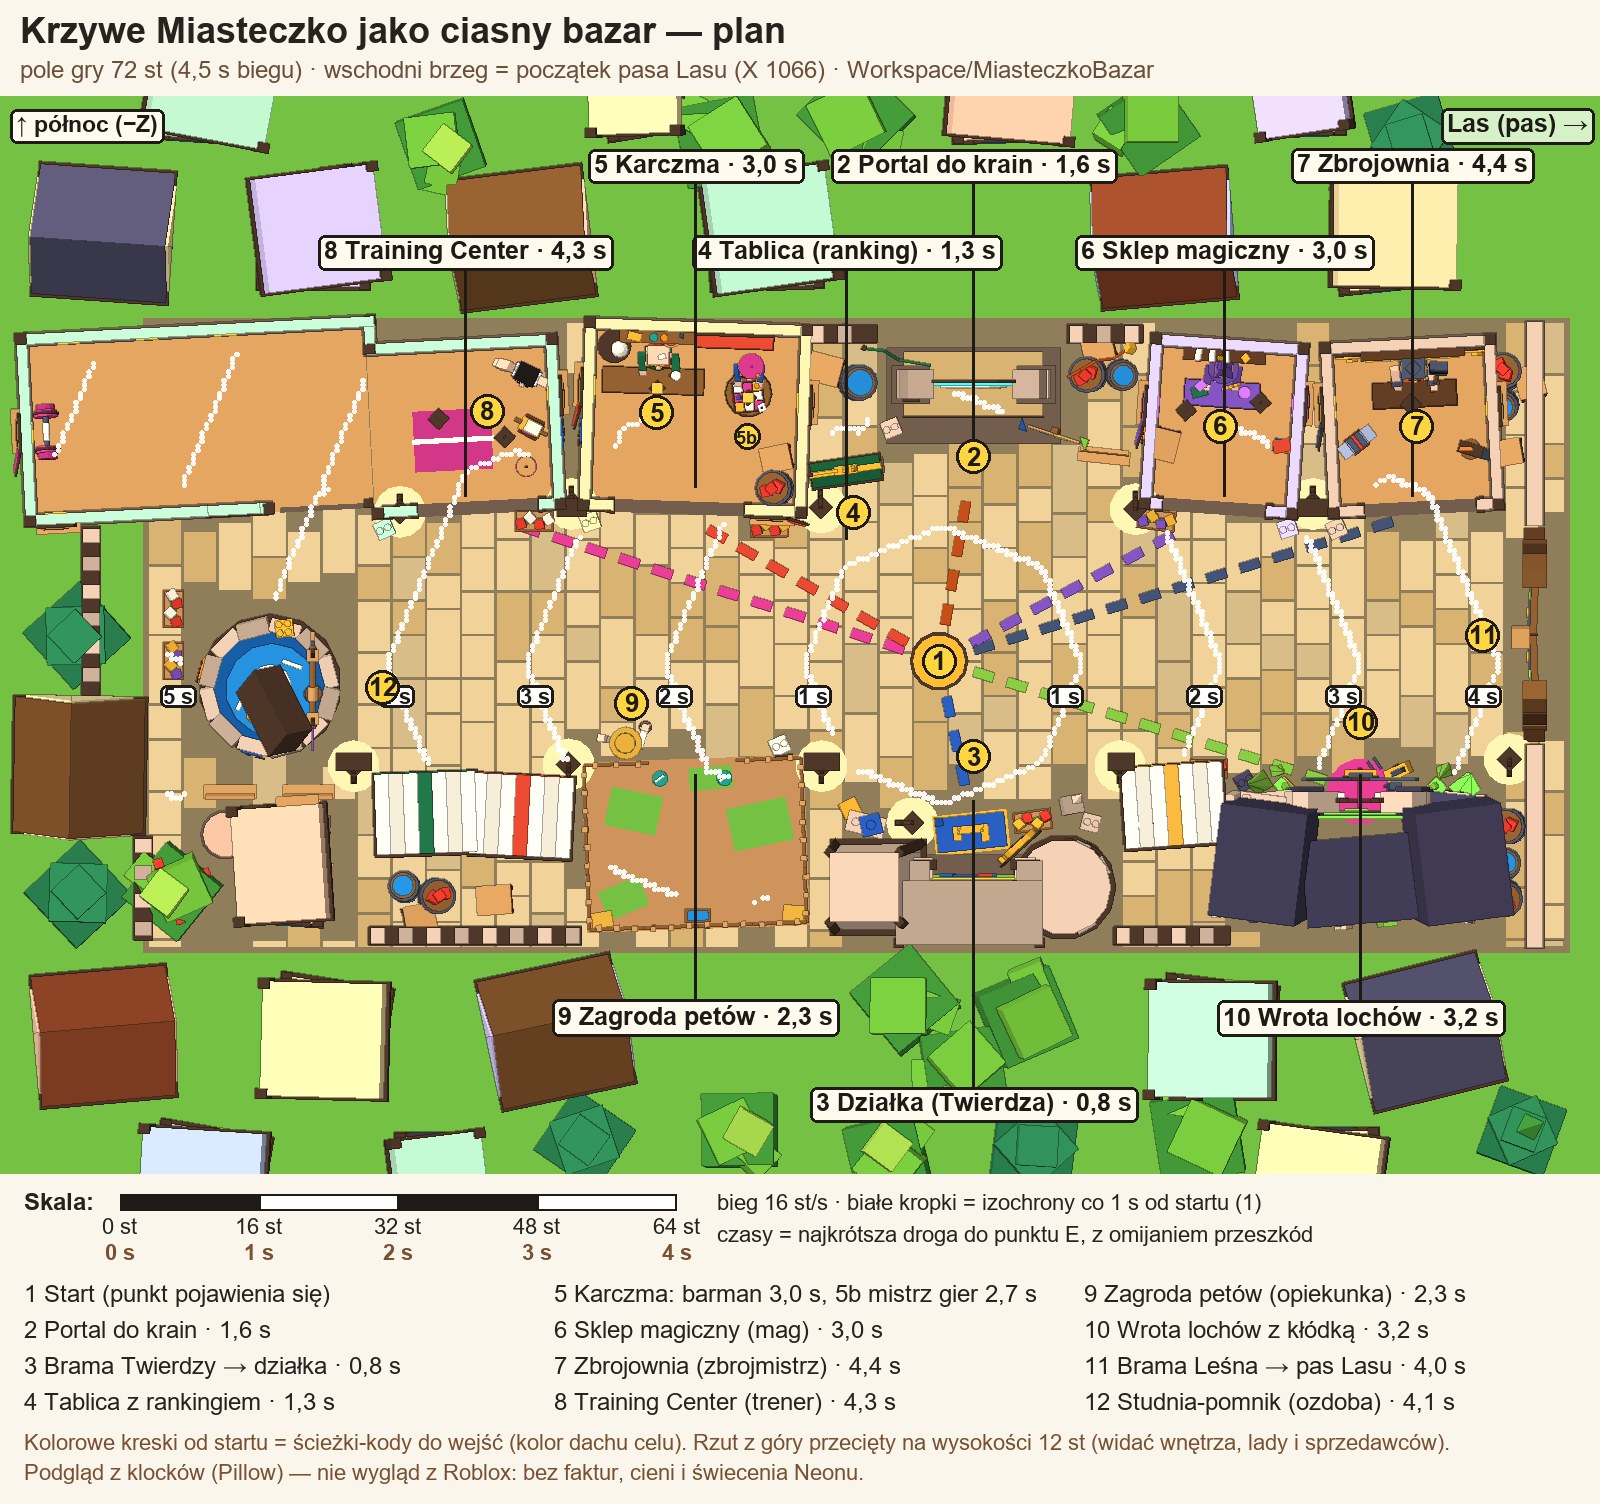 Krzywe Miasteczko jako ciasny bazar — plan
pole gry 72 st (4,5 s biegu) · wschodni brzeg = początek pasa Lasu (X 1066) · Workspace/MiasteczkoBazar
↑ północ (−Z)
Las (pas) →
5 Karczma · 3,0 s
2 Portal do krain · 1,6 s
7 Zbrojownia · 4,4 s
8 Training Center · 4,3 s
4 Tablica (ranking) · 1,3 s
6 Sklep magiczny · 3,0 s
8
5
5b
2
6
7
4
1
11
12
9
10
3
5 s
s
3 s
2 s
1 s
1 s
2 s
3 s
4 s
9 Zagroda petów · 2,3 s
10 Wrota lochów · 3,2 s
3 Działka (Twierdza) · 0,8 s
Skala:
0 st 16 st 32 st 48 st 64 st
0 s 1 s 2 s 3 s 4 s
bieg 16 st/s · białe kropki = izochrony co 1 s od startu (1)
czasy = najkrótsza droga do punktu E, z omijaniem przeszkód
1 Start (punkt pojawienia się)
2 Portal do krain · 1,6 s
3 Brama Twierdzy → działka · 0,8 s
4 Tablica z rankingiem · 1,3 s
5 Karczma: barman 3,0 s, 5b mistrz gier 2,7 s
6 Sklep magiczny (mag) · 3,0 s
7 Zbrojownia (zbrojmistrz) · 4,4 s
8 Training Center (trener) · 4,3 s
9 Zagroda petów (opiekunka) · 2,3 s
10 Wrota lochów z kłódką · 3,2 s
11 Brama Leśna → pas Lasu · 4,0 s
12 Studnia-pomnik (ozdoba) · 4,1 s
Kolorowe kreski od startu = ścieżki-kody do wejść (kolor dachu celu). Rzut z góry przecięty na wysokości 12 st (widać wnętrza, lady i sprzedawców).
Podgląd z klocków (Pillow) — nie wygląd z Roblox: bez faktur, cieni i świecenia Neonu.